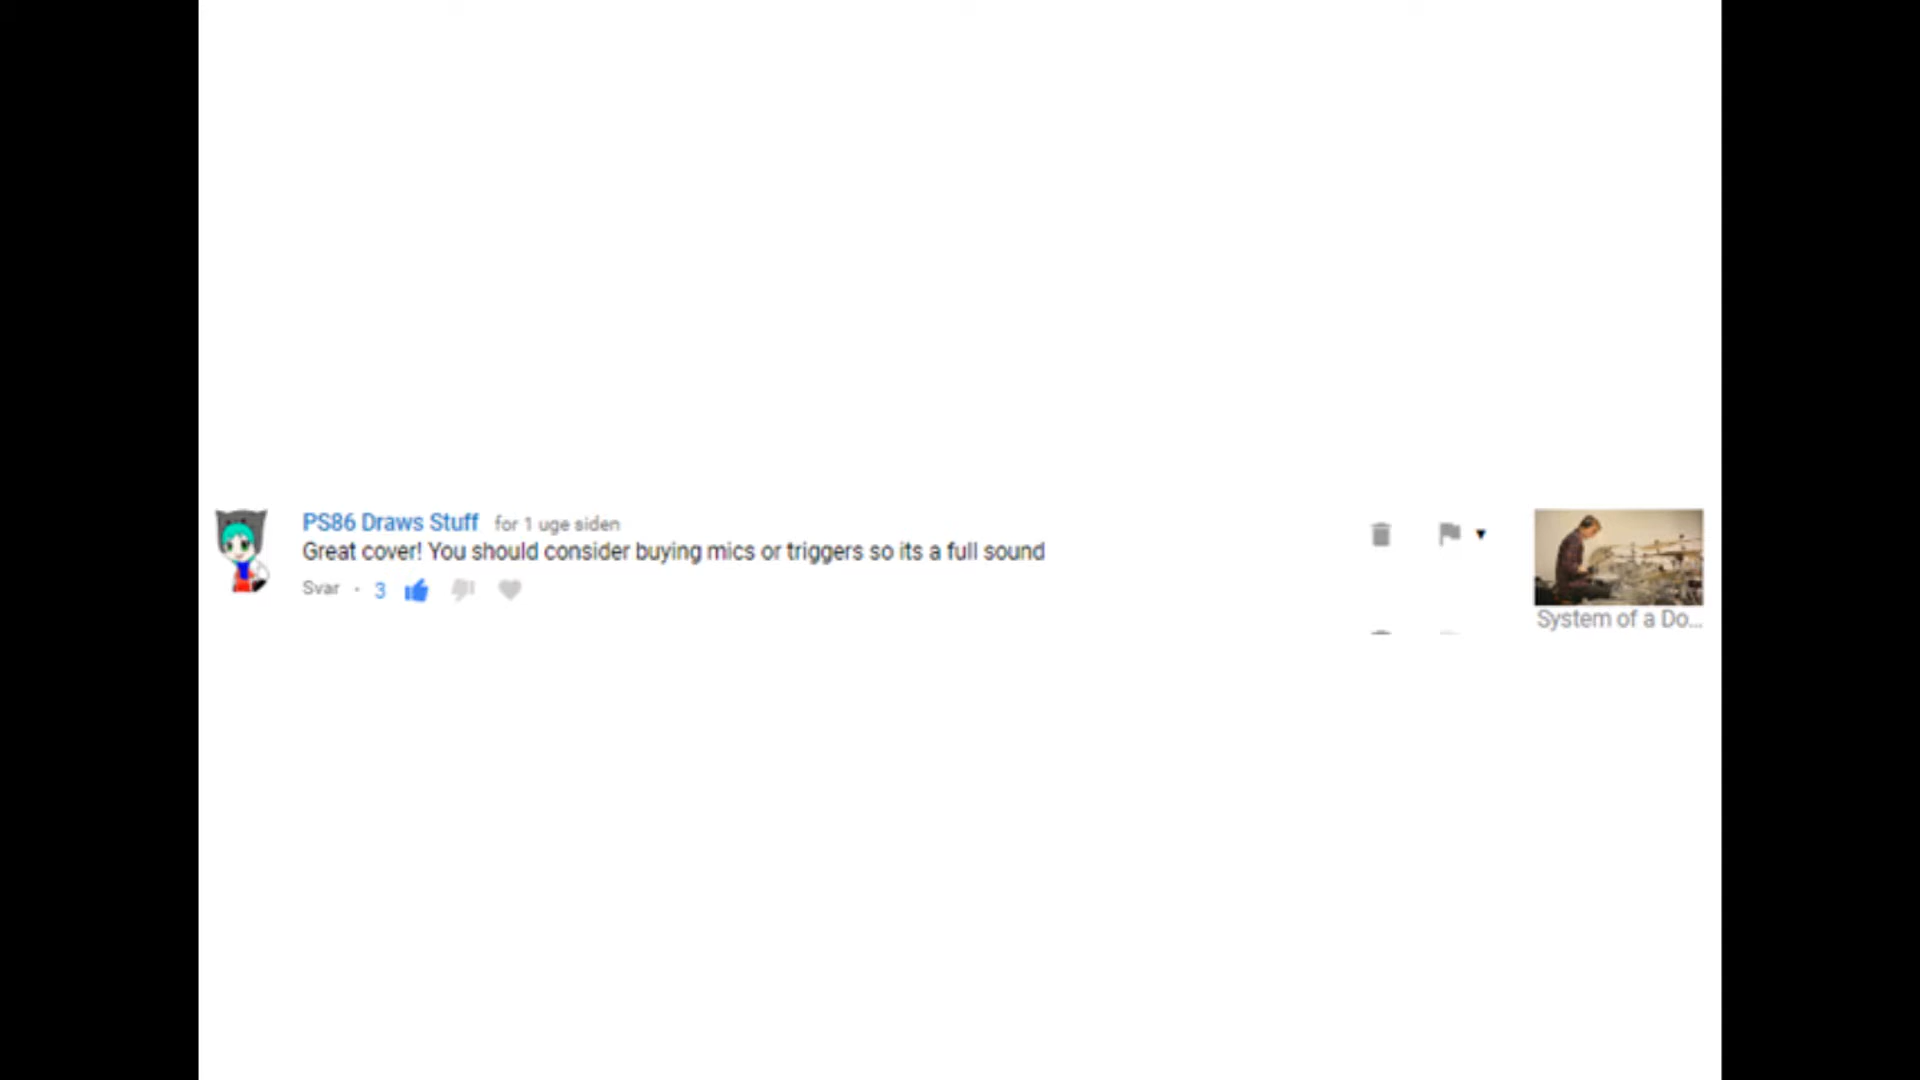 PS86 Draws Stuff for 1 uge siden
Great cover! You should consider buying mics or triggers so its a full sound
Svar · 3
System of a Do...